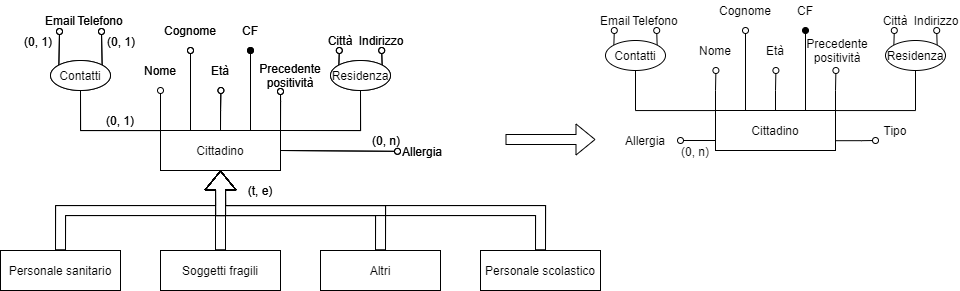 Email Telefono
(0, 1)
(0, 1)
Contatti
(0, 1)
Cognome
CF
Nome
Età
Precedente
positività
Città Indirizzo
Residenza
Cittadino
(0, n)
Allergia
(t, e)
Personale sanitario
Soggetti fragili
Altri
Personale scolastico
Email Telefono
Contatti
Cognome
CF
Nome
Età
Precedente
positività
Città Indirizzo
Residenza
Allergia
(0, n)
Cittadino
Tipo